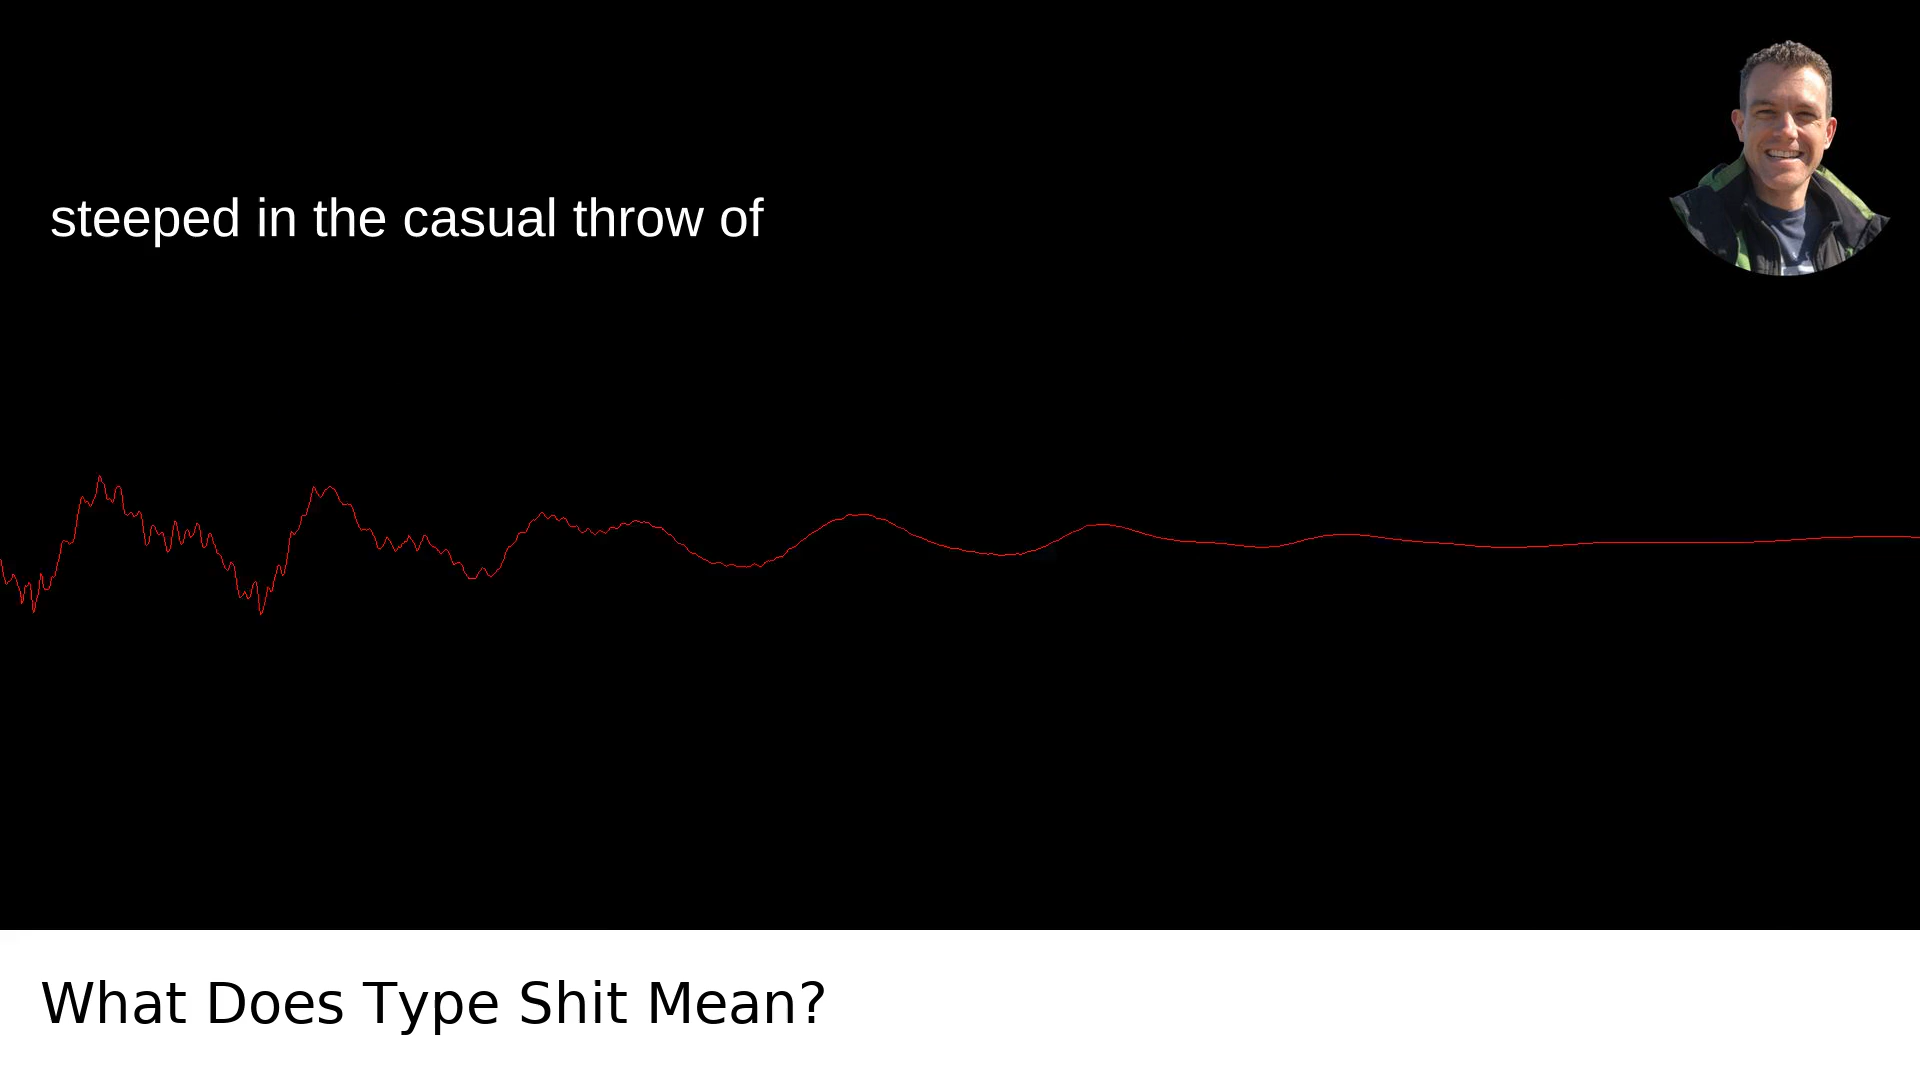 steeped in the casual throw of
What Does Type Shit Mean?